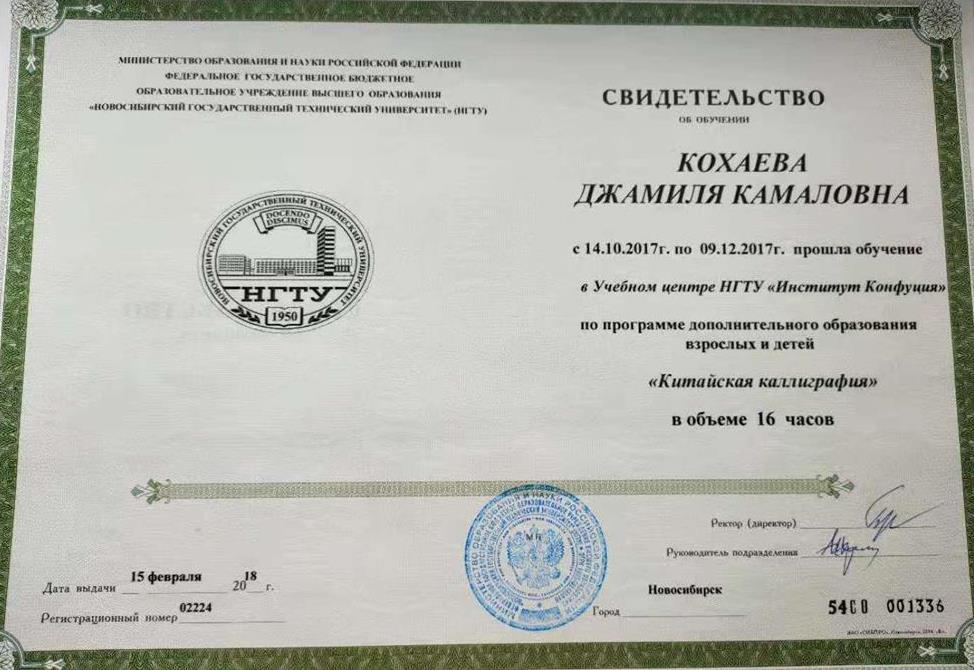 МИНИСТЕРСТВО ОБРАЗОВАНИЯ И НАУКИ РОССИЙСКОЙ ФЕДЕРАЦИИ
ФЕДЕРАЛЬНОЕ ГОСУДАРСТВЕННОЕ БЮДЖЕТНОЕ
ОБРАЗОВАТЕЛЬНОЕ УЧРЕЖДЕНИЕ ВЫСШЕГО ОБРАЗОВАНИЯ
«НОВОСИБИРСКИЙ ГОСУДАРСТВЕННЫЙ ТЕХНИЧЕСКИЙ УНИВЕРСИТЕТ» (НГТУ)
НОВОСИБИРСКИЙ ГОСУДАРСТВЕННЫЙ ТЕХНИЧЕСКИЙ УНИВЕРСИТЕТ
DOCENDO
DISCIMUS
НГТУ
1950
СВИДЕТЕЛЬСТВО
ОБ ОБУЧЕНИИ
КОХАЕВА
ДЖАМИЛЯ КАМАЛОВНА
с 14.10.2017г. по 09.12.2017г. прошла обучение
в Учебном центре НГТУ «Институт Конфуция»
по программе дополнительного образования
взрослых и детей
«Китайская каллиграфия»
в объеме 16 часов
Ректор (директор)
Руководитель подразделения
МП
Дата выдачи 15 февраля 2018 г.
Регистрационный номер 02224
Город Новосибирск
54С0 001336